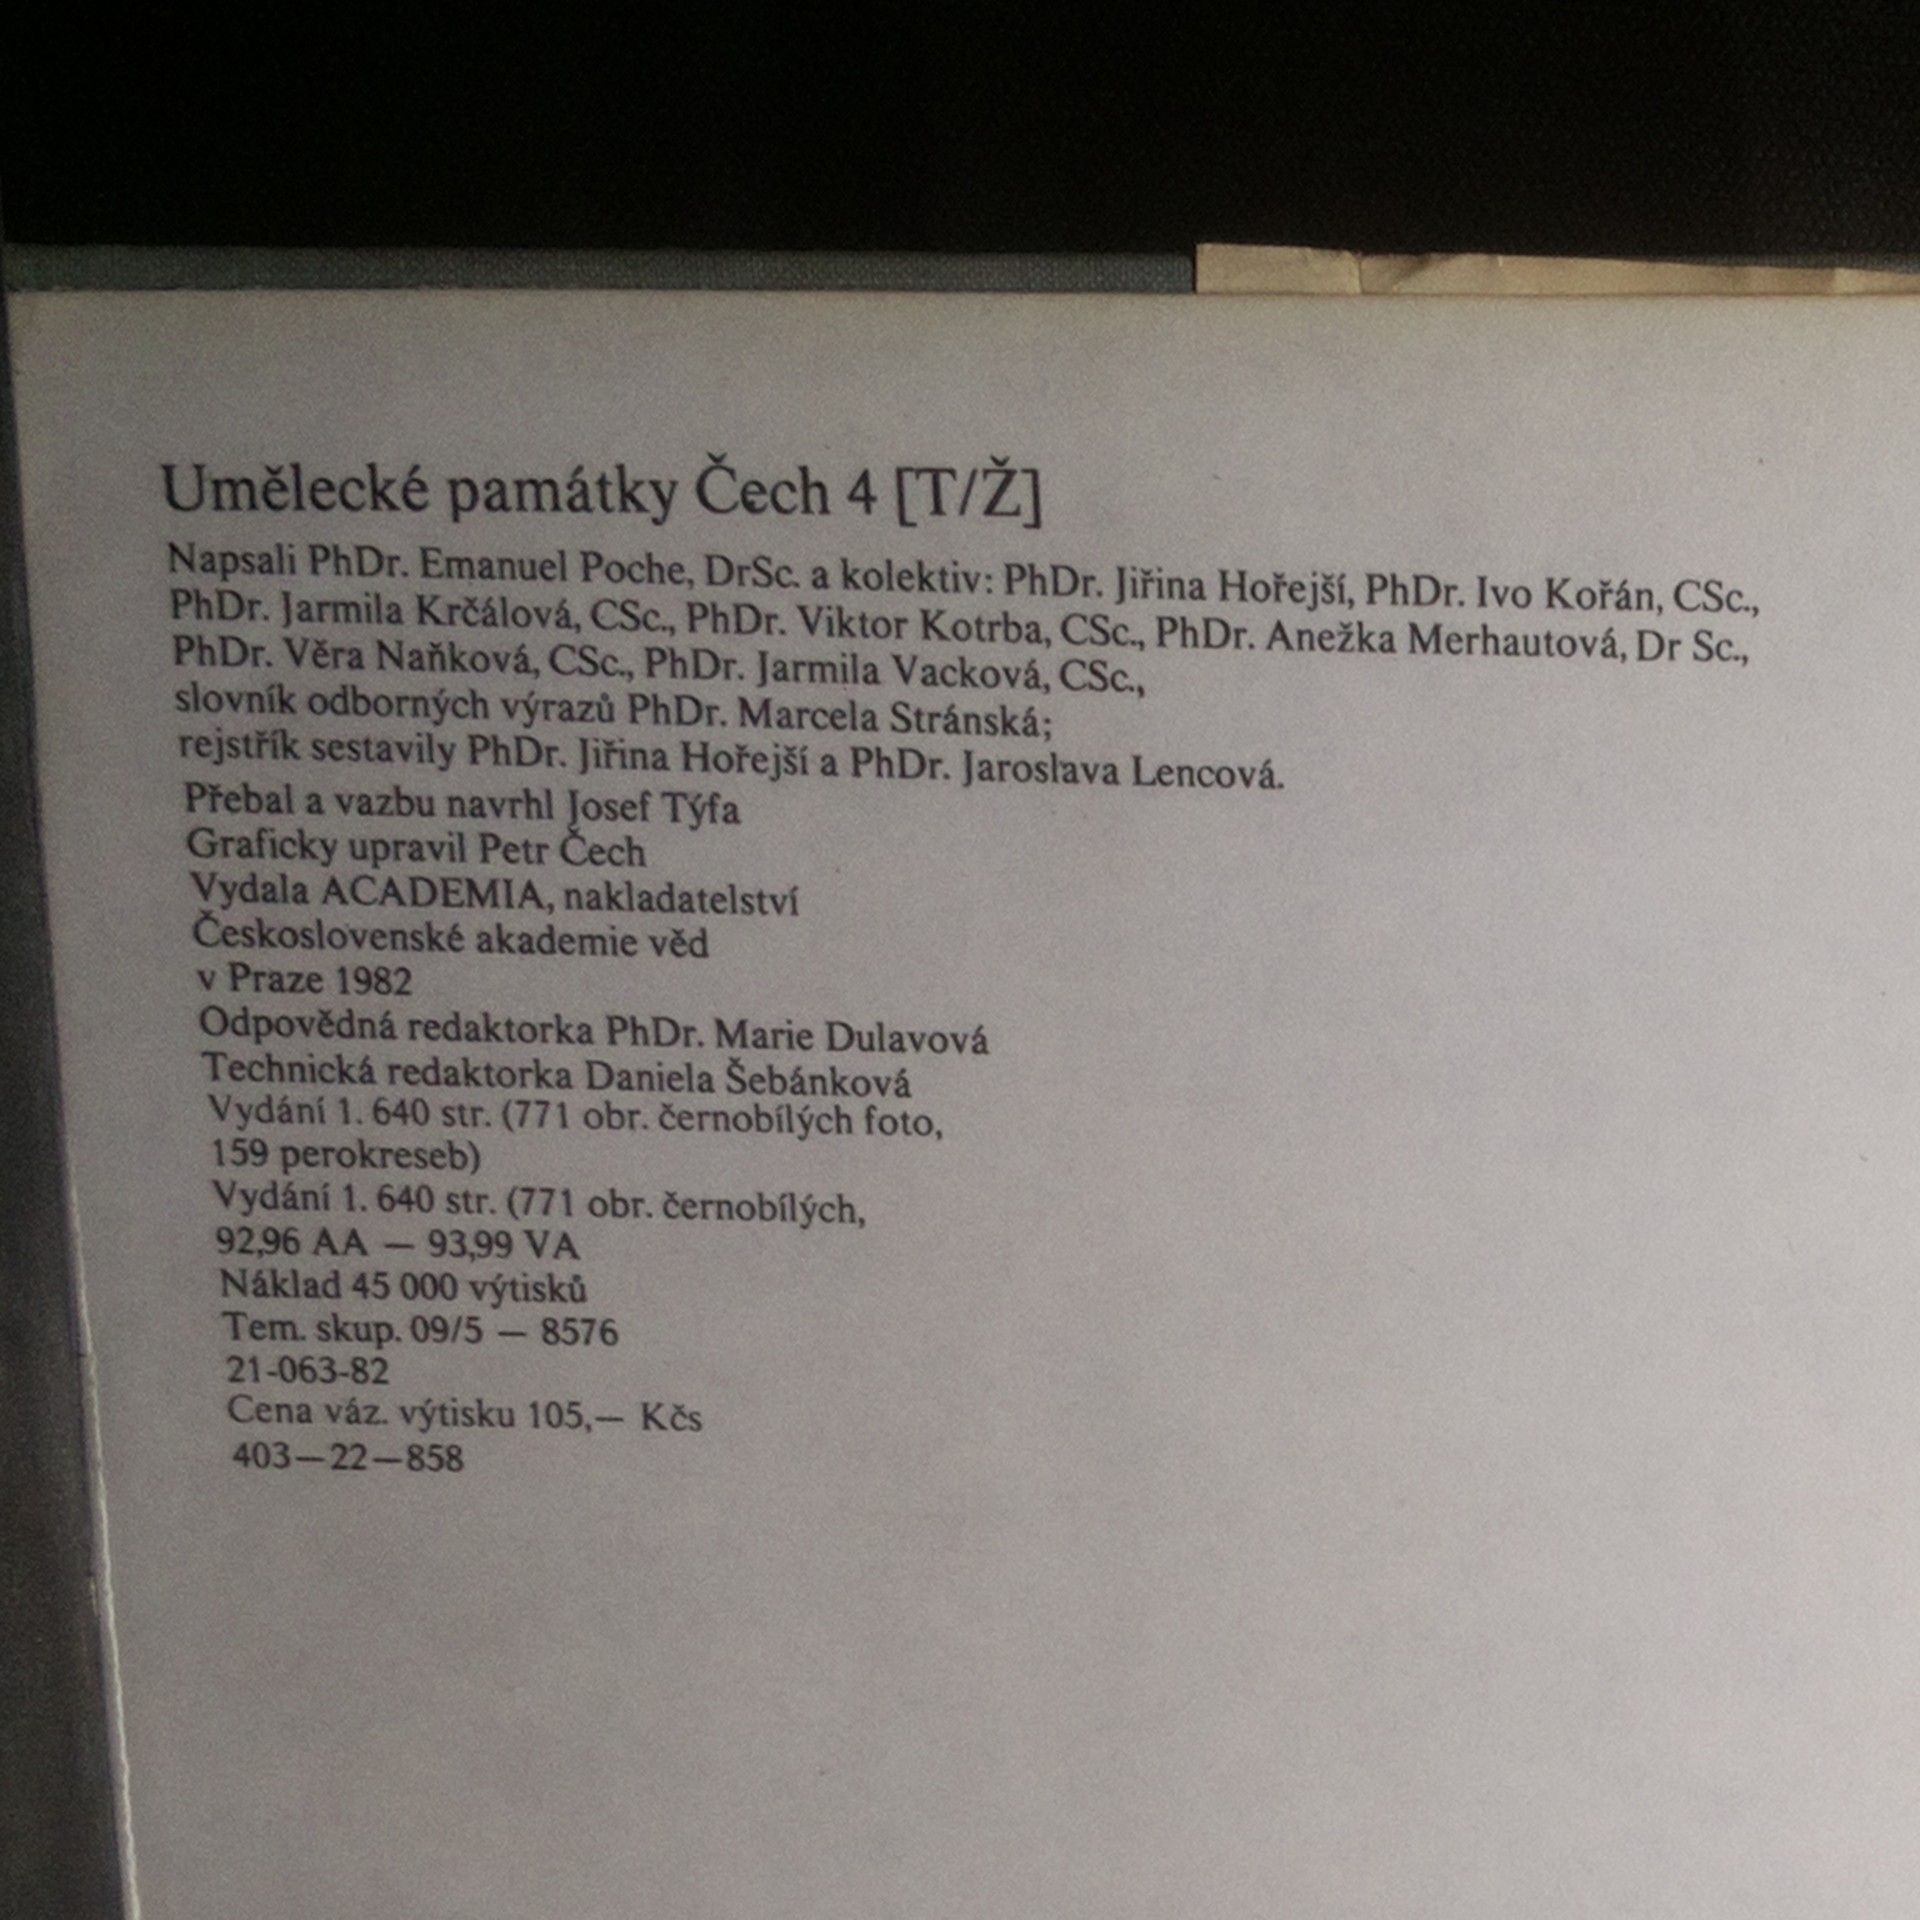 Umělecké památky Čech 4 [T/Ž]
Napsali PhDr. Emanuel Poche, DrSc. a kolektiv: PhDr. Jiřina Hořejší, PhDr. Ivo Kořán, CSc.,
PhDr. Jarmila Krčálová, CSc., PhDr. Viktor Kotrba, CSc., PhDr. Anežka Merhautová, Dr Sc.,
PhDr. Věra Naňková, CSc., PhDr. Jarmila Vacková, CSc.,
slovník odborných výrazů PhDr. Marcela Stránská;
rejstřík sestavily PhDr. Jiřina Hořejší a PhDr. Jaroslava Lencová.
Přebal a vazbu navrhl Josef Týfa
Graficky upravil Petr Čech
Vydala ACADEMIA, nakladatelství
Československé akademie věd
v Praze 1982
Odpovědná redaktorka PhDr. Marie Dulavová
Technická redaktorka Daniela Šebánková
Vydání 1. 640 str. (771 obr. černobílých foto,
159 perokreseb)
Vydání 1. 640 str. (771 obr. černobílých,
92,96 AA — 93,99 VA
Náklad 45 000 výtisků
Tem. skup. 09/5 — 8576
21-063-82
Cena váz. výtisku 105,— Kčs
403—22—858